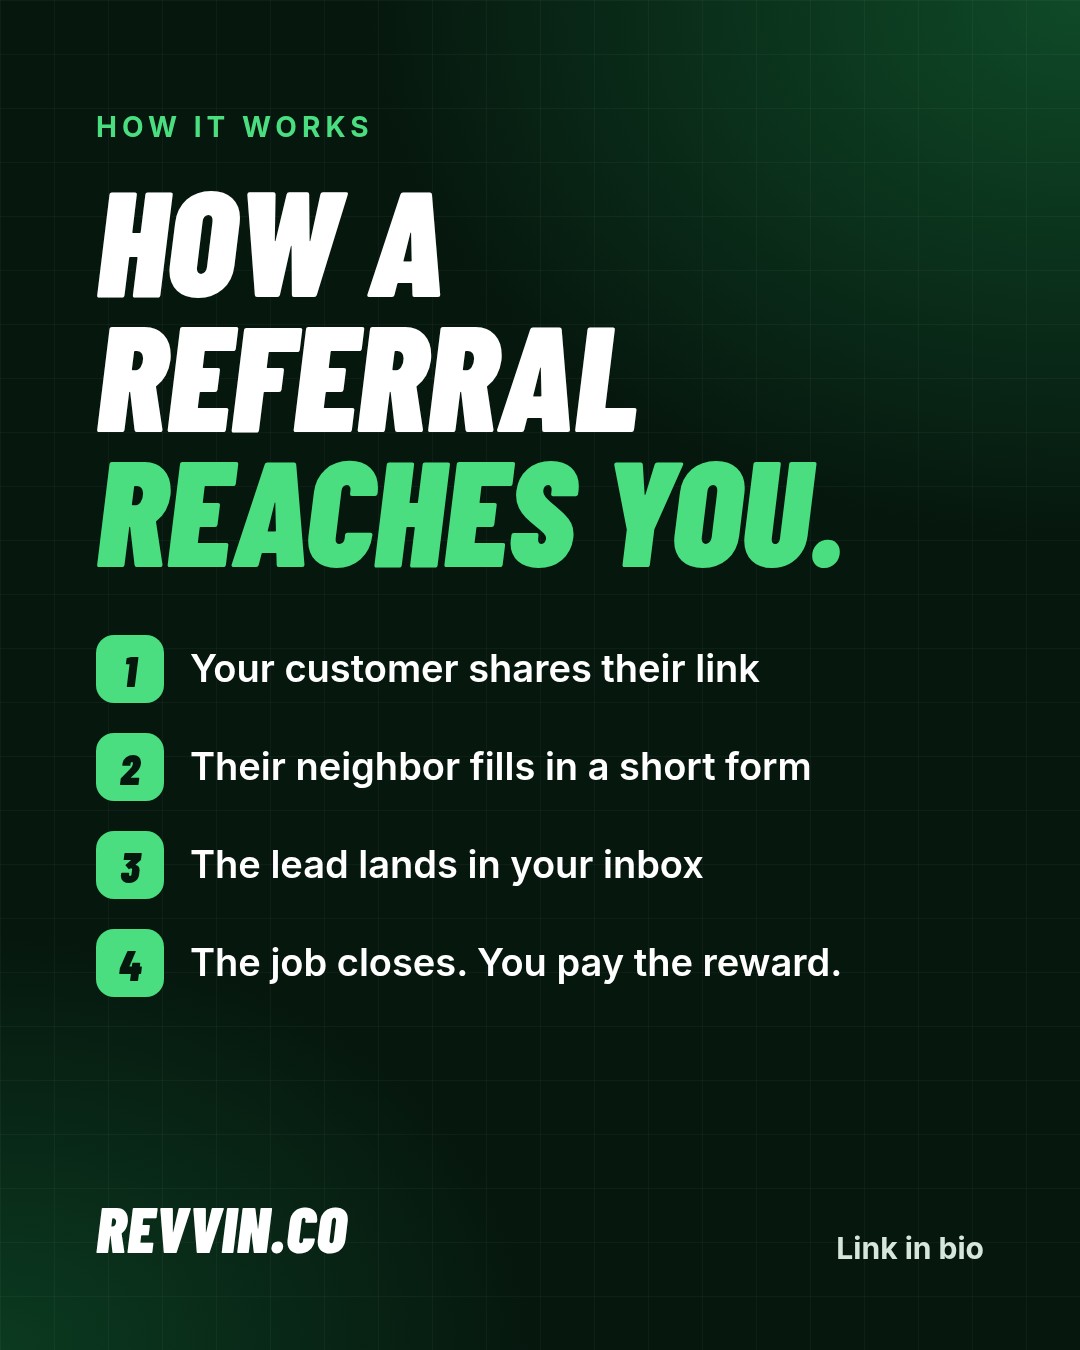 HOW IT WORKS
HOW A
REFERRAL
REACHES YOU.
1 Your customer shares their link
2 Their neighbor fills in a short form
3 The lead lands in your inbox
4 The job closes. You pay the reward.
REVVIN.CO
Link in bio